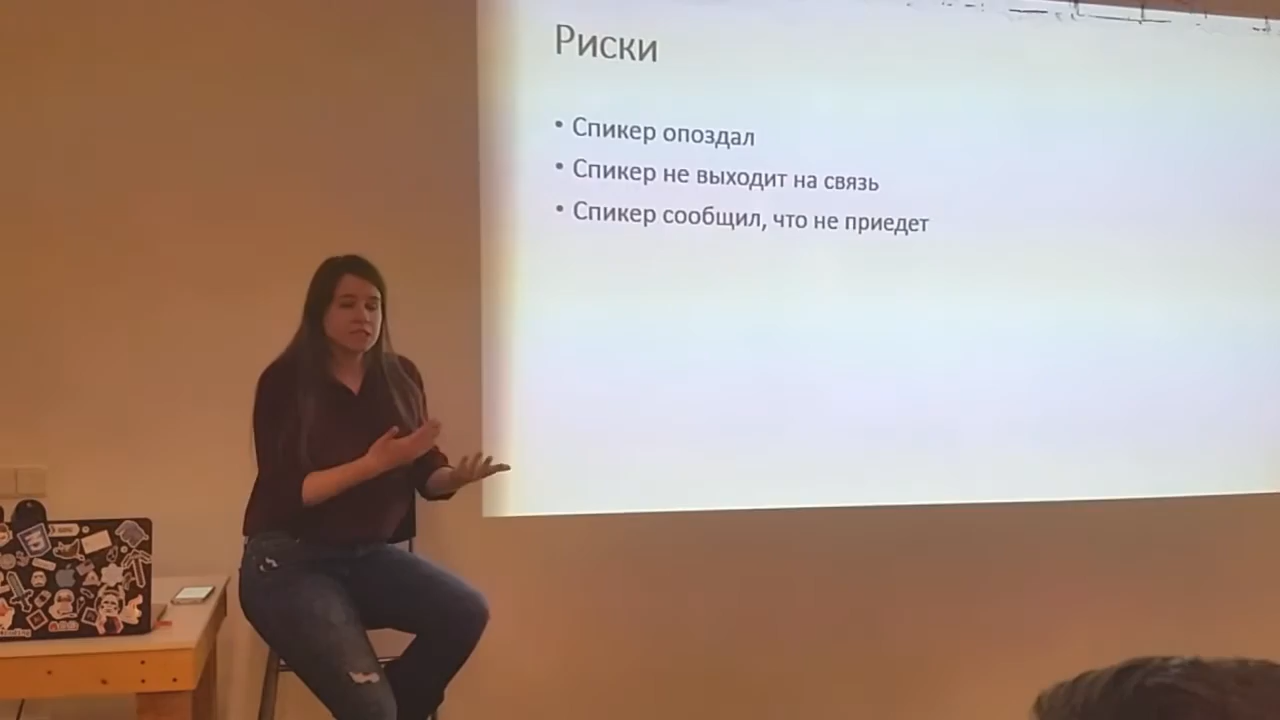 Риски
• Спикер опоздал
• Спикер не выходит на связь
• Спикер сообщил, что не приедет